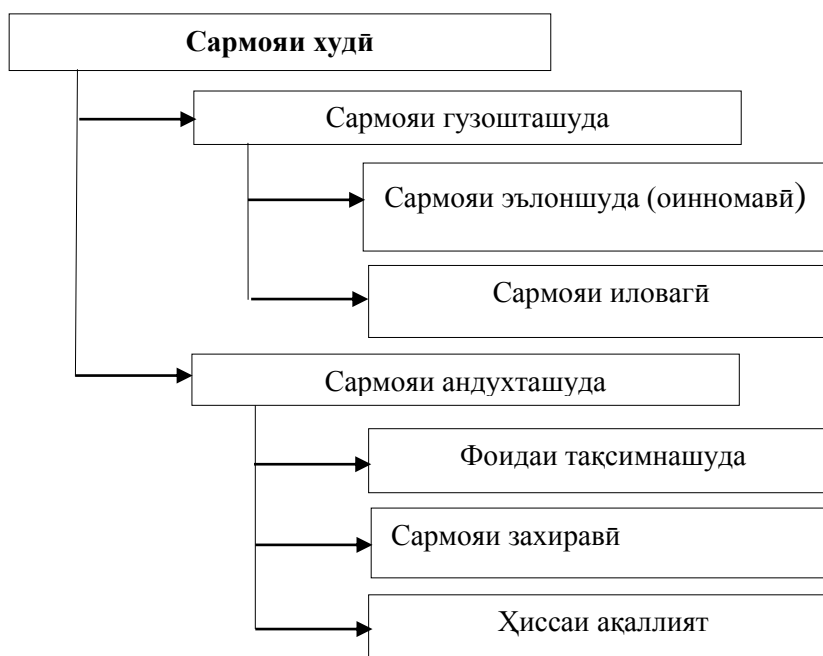 Сармояи худӣ
Сармояи гузошташуда
Сармояи эълоншуда (оинномавӣ)
Сармояи иловагӣ
Сармояи андухташуда
Фоидаи тақсимнашуда
Сармояи захиравӣ
Ҳиссаи ақаллият